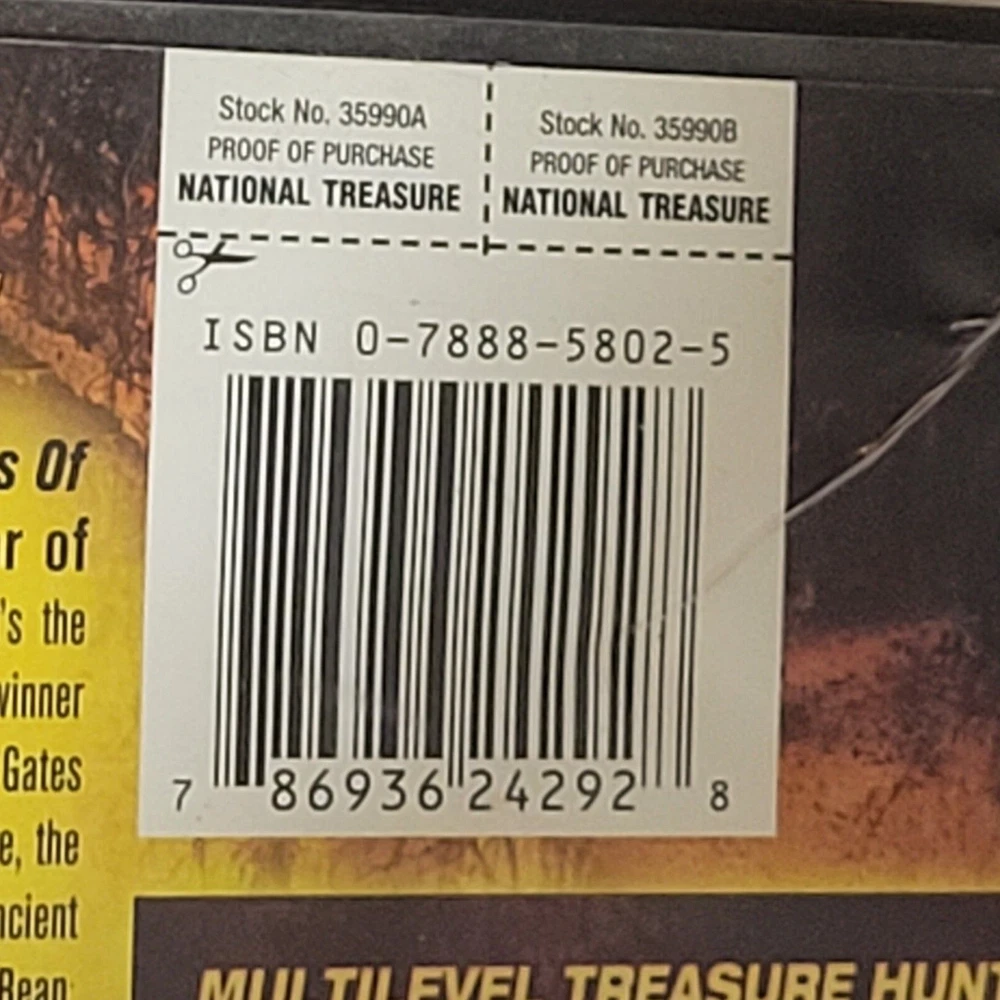 Stock No. 35990A
PROOF OF PURCHASE
NATIONAL TREASURE
Stock No. 35990B
PROOF OF PURCHASE
NATIONAL TREASURE
ISBN 0-7888-5802-5
7 86936 24292 8
s Of
r of
's the
winner
Gates
e, the
ncient
Bean
MULTILEVEL TREASURE HUNT